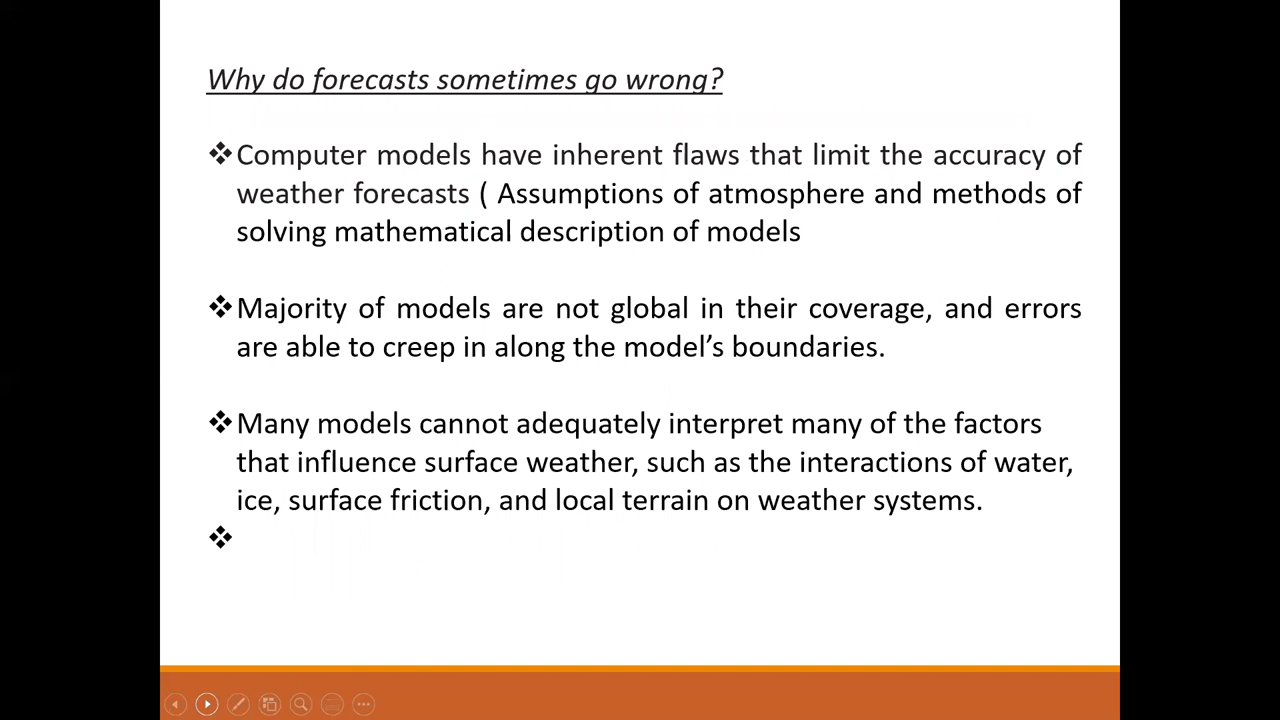 Why do forecasts sometimes go wrong?
❖Computer models have inherent flaws that limit the accuracy of
weather forecasts ( Assumptions of atmosphere and methods of
solving mathematical description of models
❖Majority of models are not global in their coverage, and errors
are able to creep in along the model’s boundaries.
❖Many models cannot adequately interpret many of the factors
that influence surface weather, such as the interactions of water,
ice, surface friction, and local terrain on weather systems.
❖